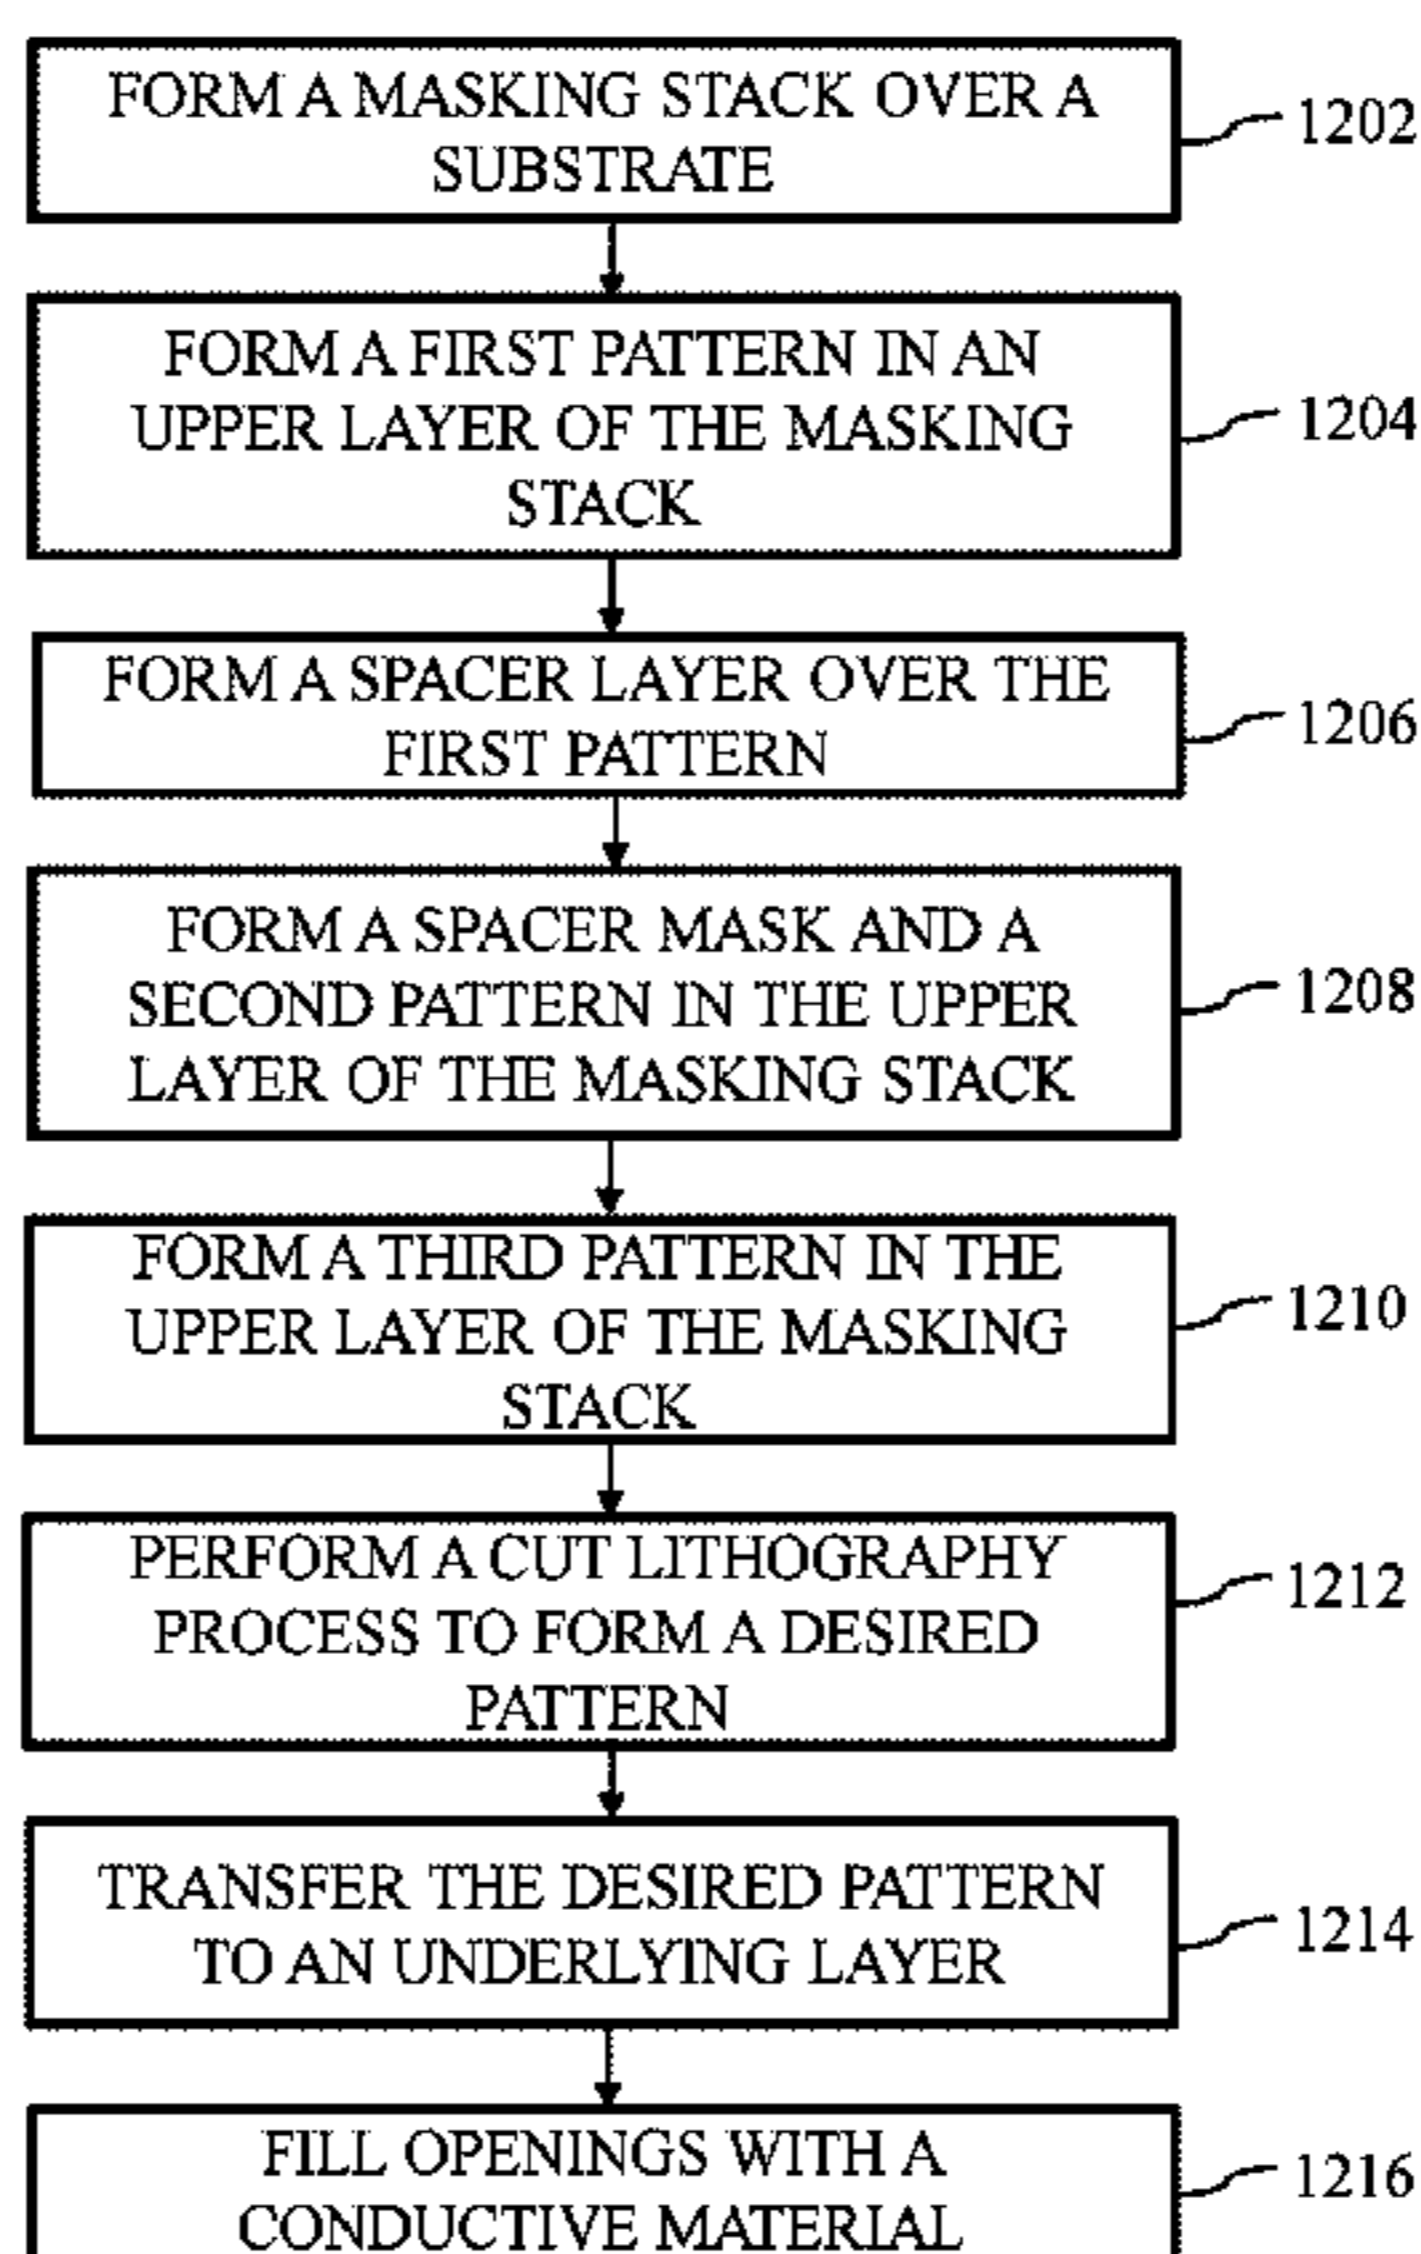 FORM A MASKING STACK OVER A
SUBSTRATE
1202
FORM A FIRST PATTERN IN AN
UPPER LAYER OF THE MASKING
STACK
1204
FORM A SPACER LAYER OVER THE
FIRST PATTERN
1206
FORM A SPACER MASK AND A
SECOND PATTERN IN THE UPPER
LAYER OF THE MASKING STACK
1208
FORM A THIRD PATTERN IN THE
UPPER LAYER OF THE MASKING
STACK
1210
PERFORM A CUT LITHOGRAPHY
PROCESS TO FORM A DESIRED
PATTERN
1212
TRANSFER THE DESIRED PATTERN
TO AN UNDERLYING LAYER
1214
FILL OPENINGS WITH A
CONDUCTIVE MATERIAL
1216